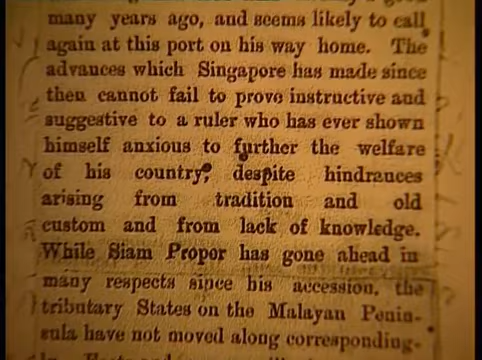 many years ago, and seems likely to call
again at this port on his way home. The
advances which Singapore has made since
then cannot fail to prove instructive and
suggestive to a ruler who has ever shown
himself anxious to further the welfare
of his country, despite hindrances
arising from tradition and old
custom and from lack of knowledge.
While Siam Propor has gone ahead in
many respects since his accession, the
tributary States on the Malayan Penin-
sula have not moved along corresponding-